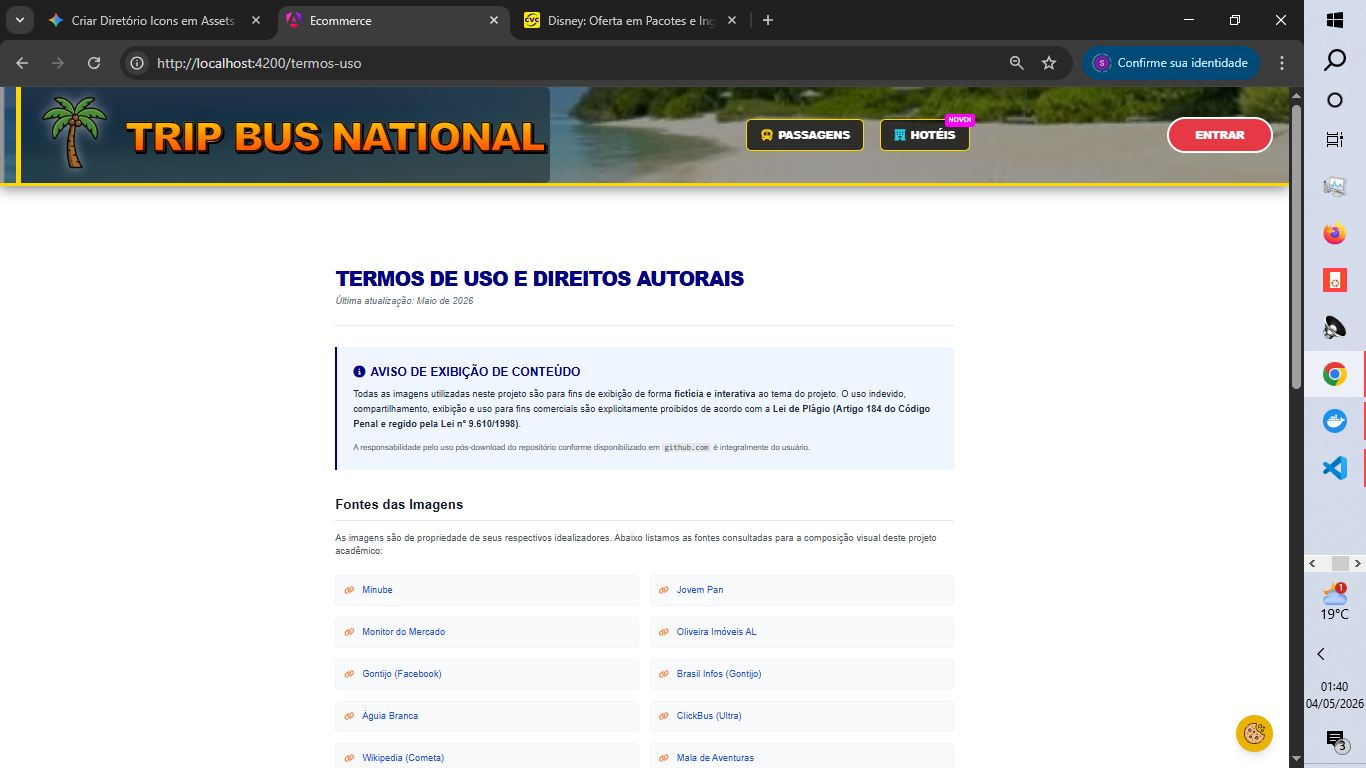 Criar Diretório Icons em Assets
Ecommerce
CVC
Disney: Oferta em Pacotes e Ing
http://localhost:4200/termos-uso
S
Confirme sua identidade
TRIP BUS NATIONAL
PASSAGENS
HOTÉIS
NOVO!
ENTRAR
TERMOS DE USO E DIREITOS AUTORAIS
Última atualização: Maio de 2026
AVISO DE EXIBIÇÃO DE CONTEÚDO
Todas as imagens utilizadas neste projeto são para fins de exibição de forma fictícia e interativa ao tema do projeto. O uso indevido,
compartilhamento, exibição e uso para fins comerciais são explicitamente proibidos de acordo com a Lei de Plágio (Artigo 184 do Código
Penal e regido pela Lei nº 9.610/1998).
A responsabilidade pelo uso pós-download do repositório conforme disponibilizado em github.com é integralmente do usuário.
Fontes das Imagens
As imagens são de propriedade de seus respectivos idealizadores. Abaixo listamos as fontes consultadas para a composição visual deste projeto
acadêmico:
Minube
Jovem Pan
Monitor do Mercado
Oliveira Imóveis AL
Gontijo (Facebook)
Brasil Infos (Gontijo)
Águia Branca
ClickBus (Ultra)
Wikipedia (Cometa)
Mala de Aventuras
1
19°C
01:40
04/05/2026
3